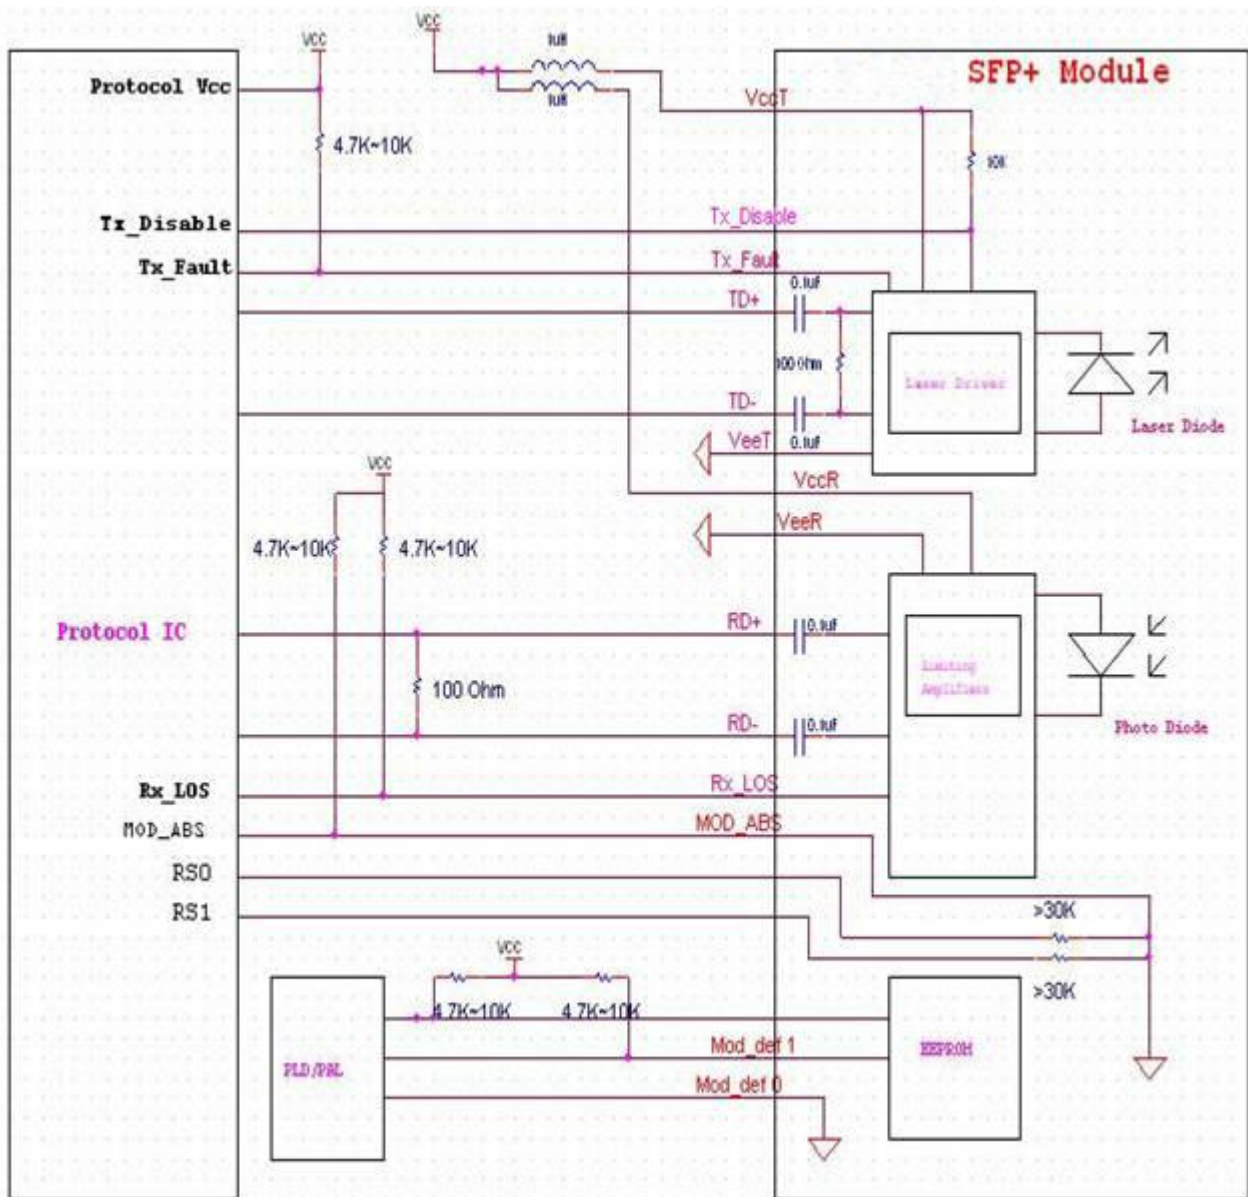 Vcc
Vcc
1uH
1uH
Protocol Vcc
4.7K~10K
SFP+ Module
VccT
10K
Tx_Disable
Tx_Disable
Tx_Fault
Tx_Fault
0.1uf
TD+
100 Ohm
Laser Driver
TD-
0.1uf
Laser Diode
VeeT
Vcc
VccR
VeeR
4.7K~10K
4.7K~10K
Protocol IC
RD+
0.1uf
Limiting
Amplifiers
100 Ohm
RD-
0.1uf
Photo Diode
Rx_LOS
Rx_LOS
MOD_ABS
MOD_ABS
RS0
RS1
>30K
>30K
Vcc
4.7K~10K
4.7K~10K
PLD/PAL
Mod_def 1
EEPROM
Mod_def 0